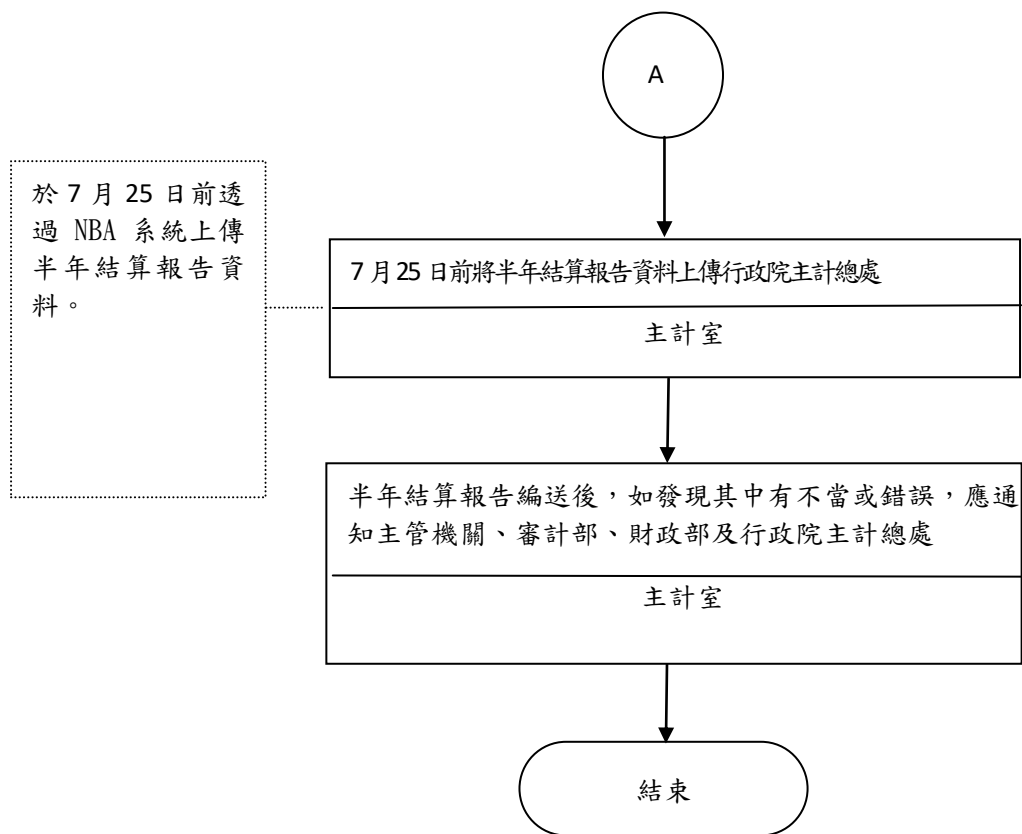 A
於 7 月 25 日前透
過 NBA 系統上傳
半年結算報告資
料。
7 月 25 日前將半年結算報告資料上傳行政院主計總處
主計室
半年結算報告編送後，如發現其中有不當或錯誤，應通
知主管機關、審計部、財政部及行政院主計總處
主計室
結束